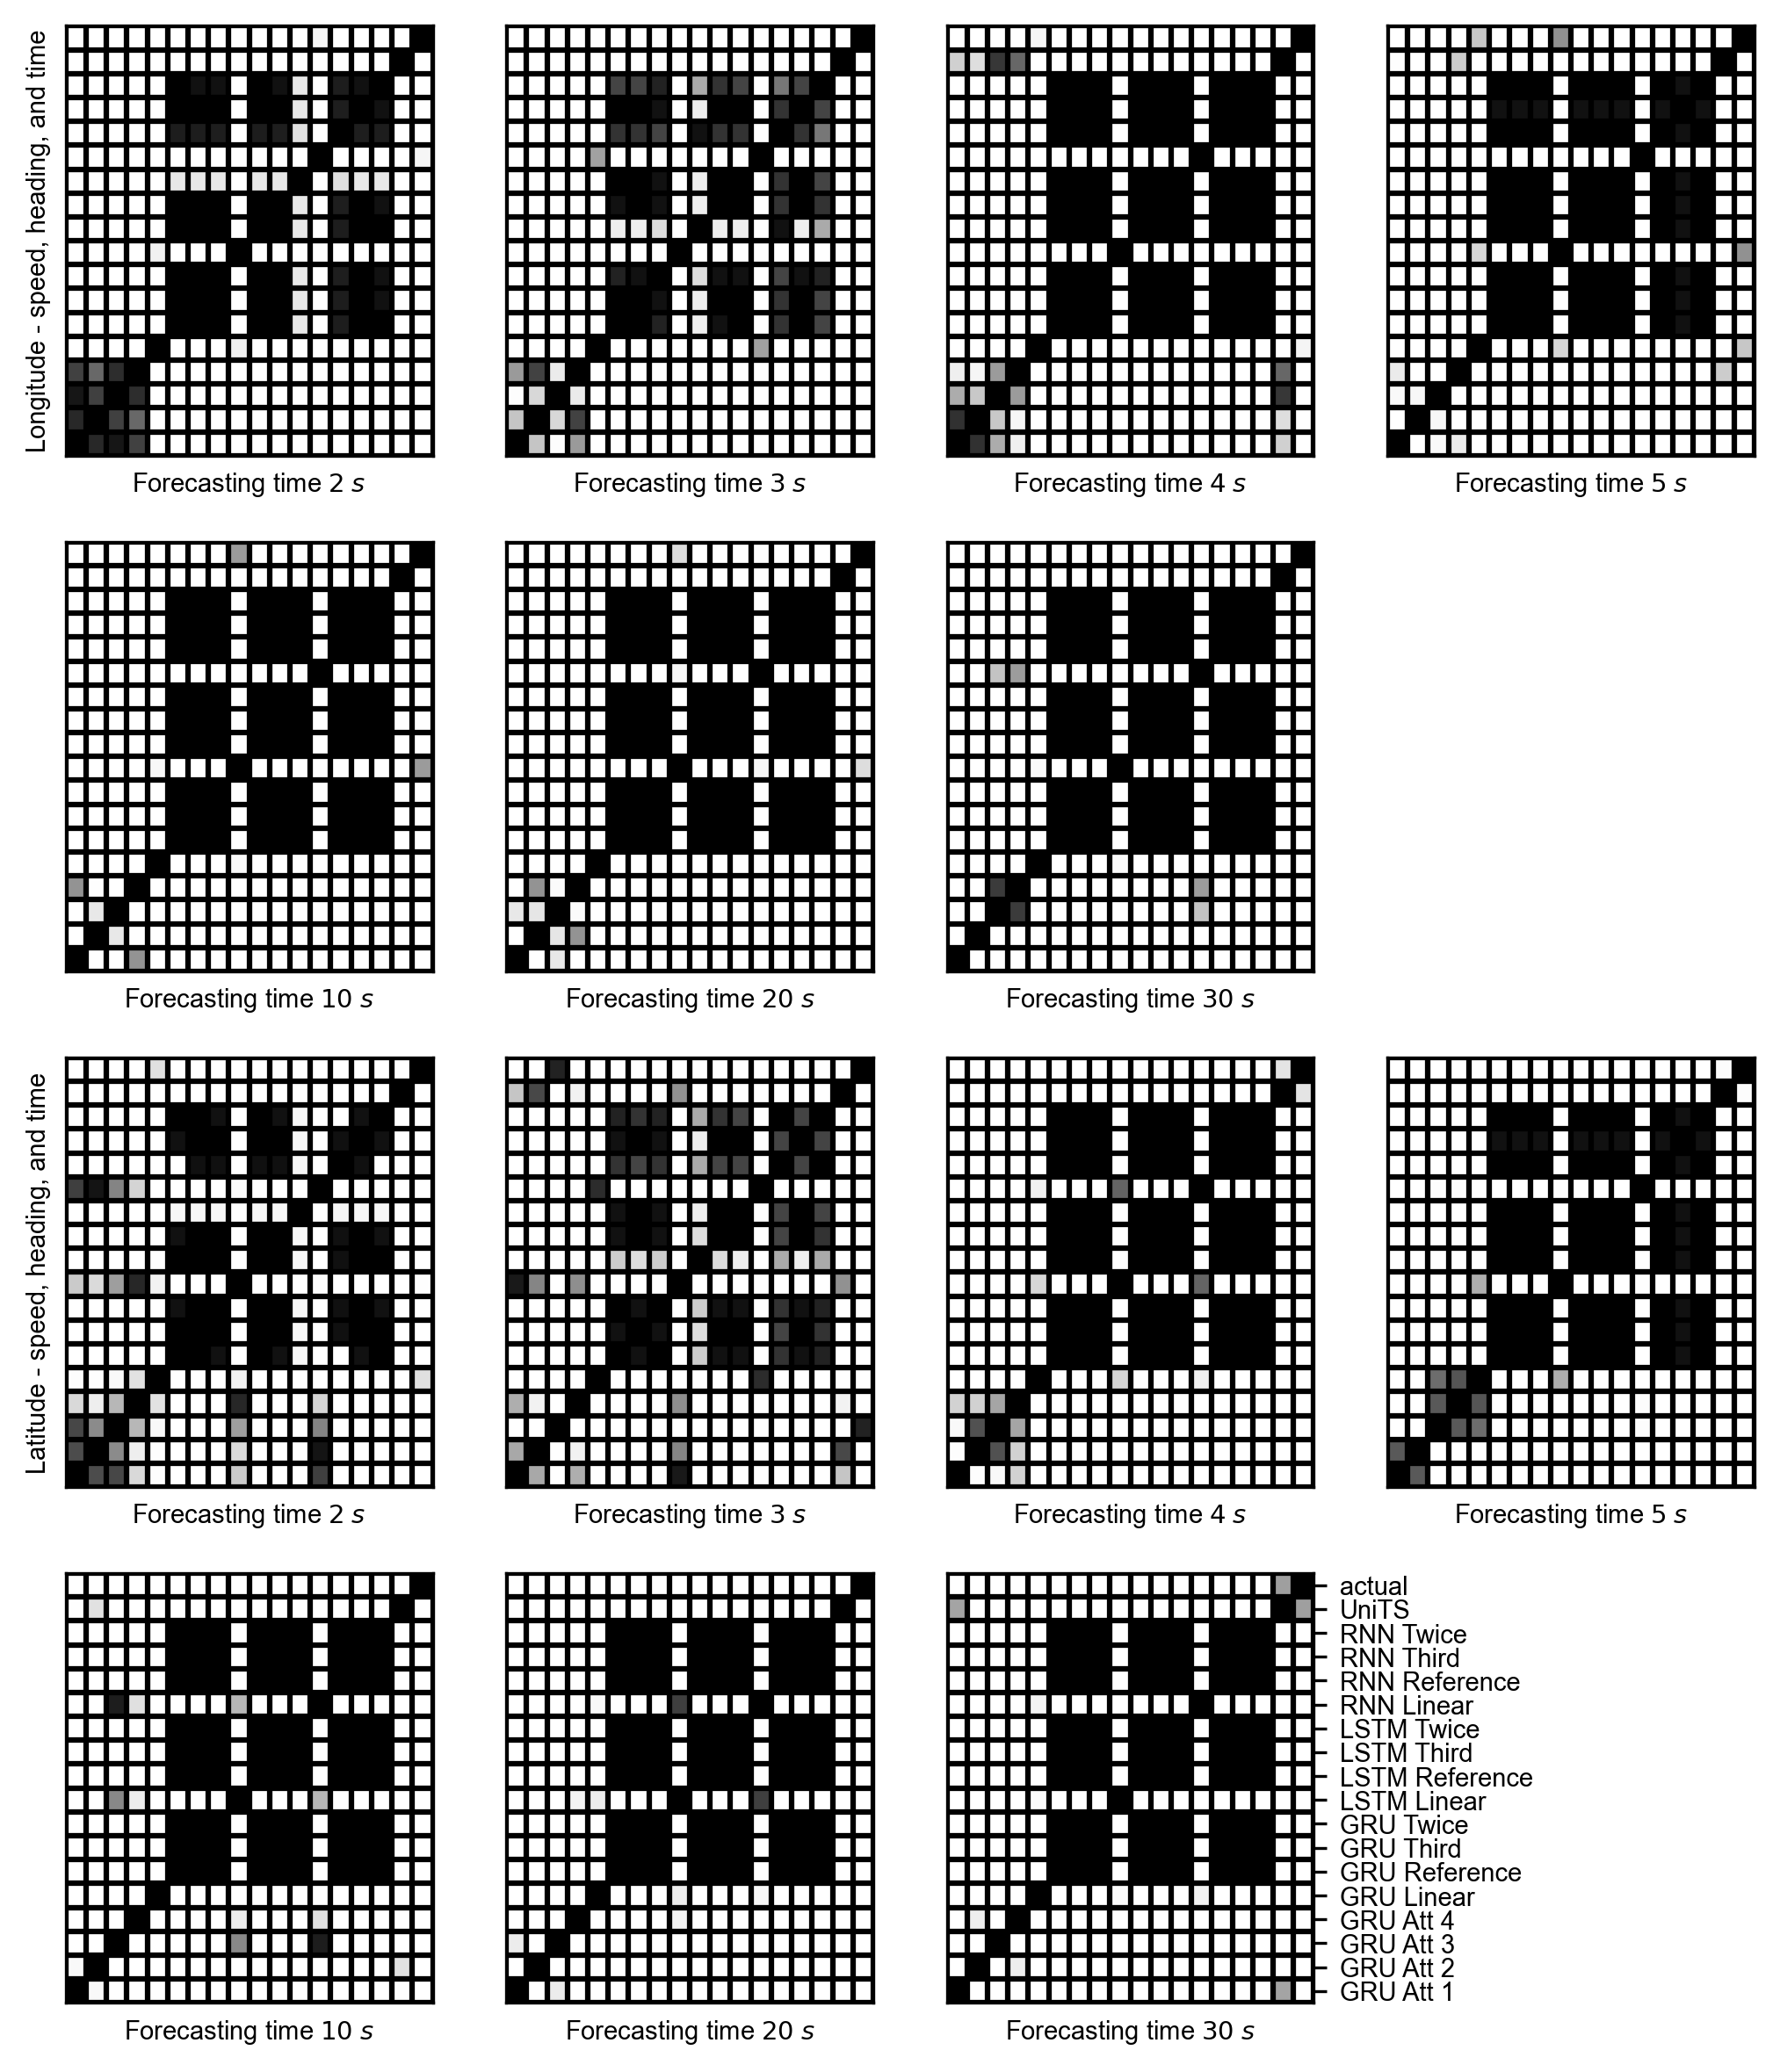 Longitude - speed, heading, and time
Forecasting time 2 s
Forecasting time 3 s
Forecasting time 4 s
Forecasting time 5 s
Forecasting time 10 s
Forecasting time 20 s
Forecasting time 30 s
Latitude - speed, heading, and time
Forecasting time 2 s
Forecasting time 3 s
Forecasting time 4 s
Forecasting time 5 s
actual
UniTS
RNN Twice
RNN Third
RNN Reference
RNN Linear
LSTM Twice
LSTM Third
LSTM Reference
LSTM Linear
GRU Twice
GRU Third
GRU Reference
GRU Linear
GRU Att 4
GRU Att 3
GRU Att 2
GRU Att 1
Forecasting time 10 s
Forecasting time 20 s
Forecasting time 30 s